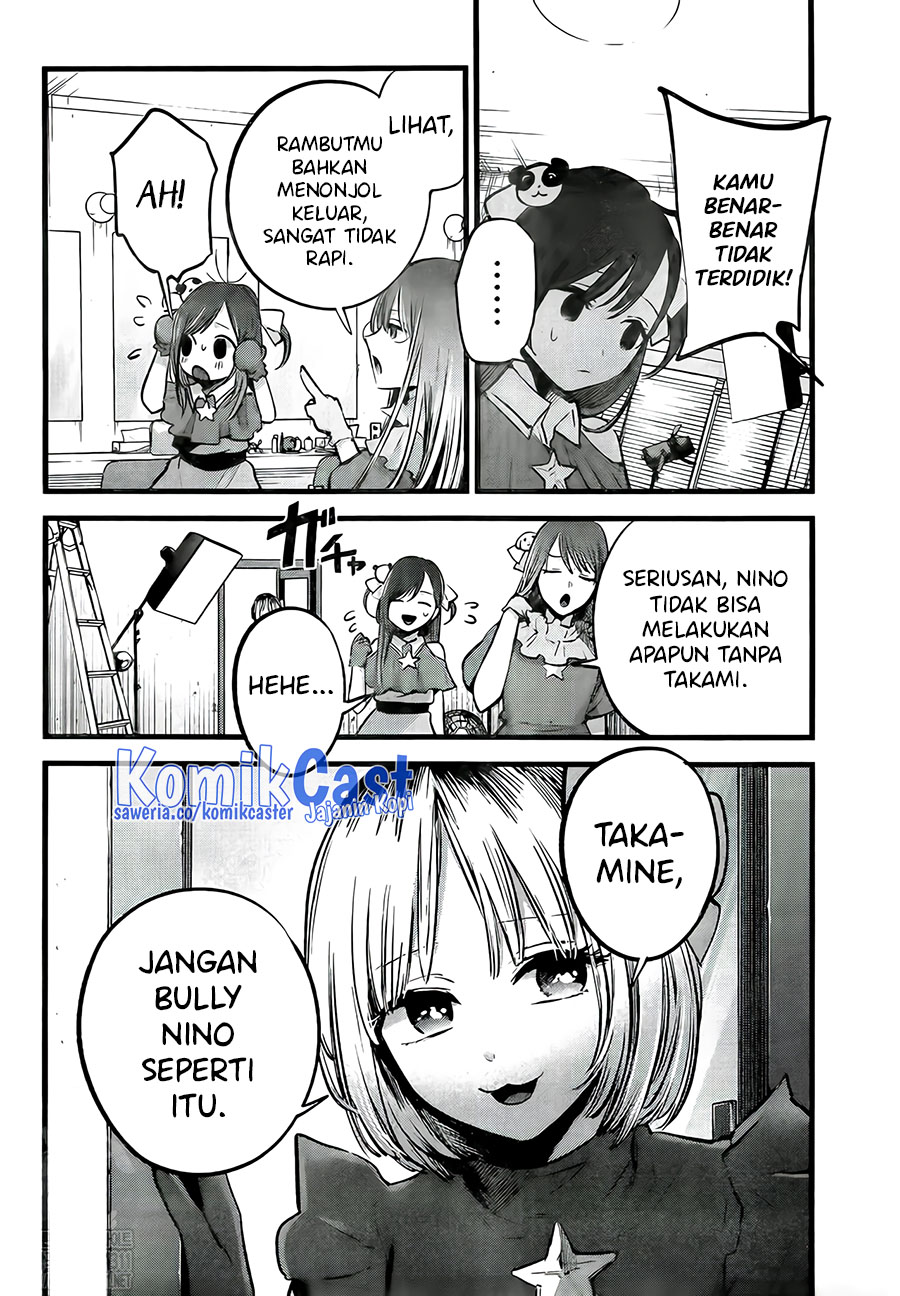 KAMU
BENAR-
BENAR
TIDAK
TERDIDIK!
LIHAT,
RAMBUTMU
BAHKAN
MENONJOL
KELUAR,
SANGAT TIDAK
RAPI.
AH!
SERIUSAN, NINO
TIDAK BISA
MELAKUKAN
APAPUN TANPA
TAKAMI.
ガチャ
HEHE...
KomikCast
saweria.co/komikcaster Jajanin Kopi
TAKA-
MINE,
JANGAN
BULLY
NINO
SEPERTI
ITU.